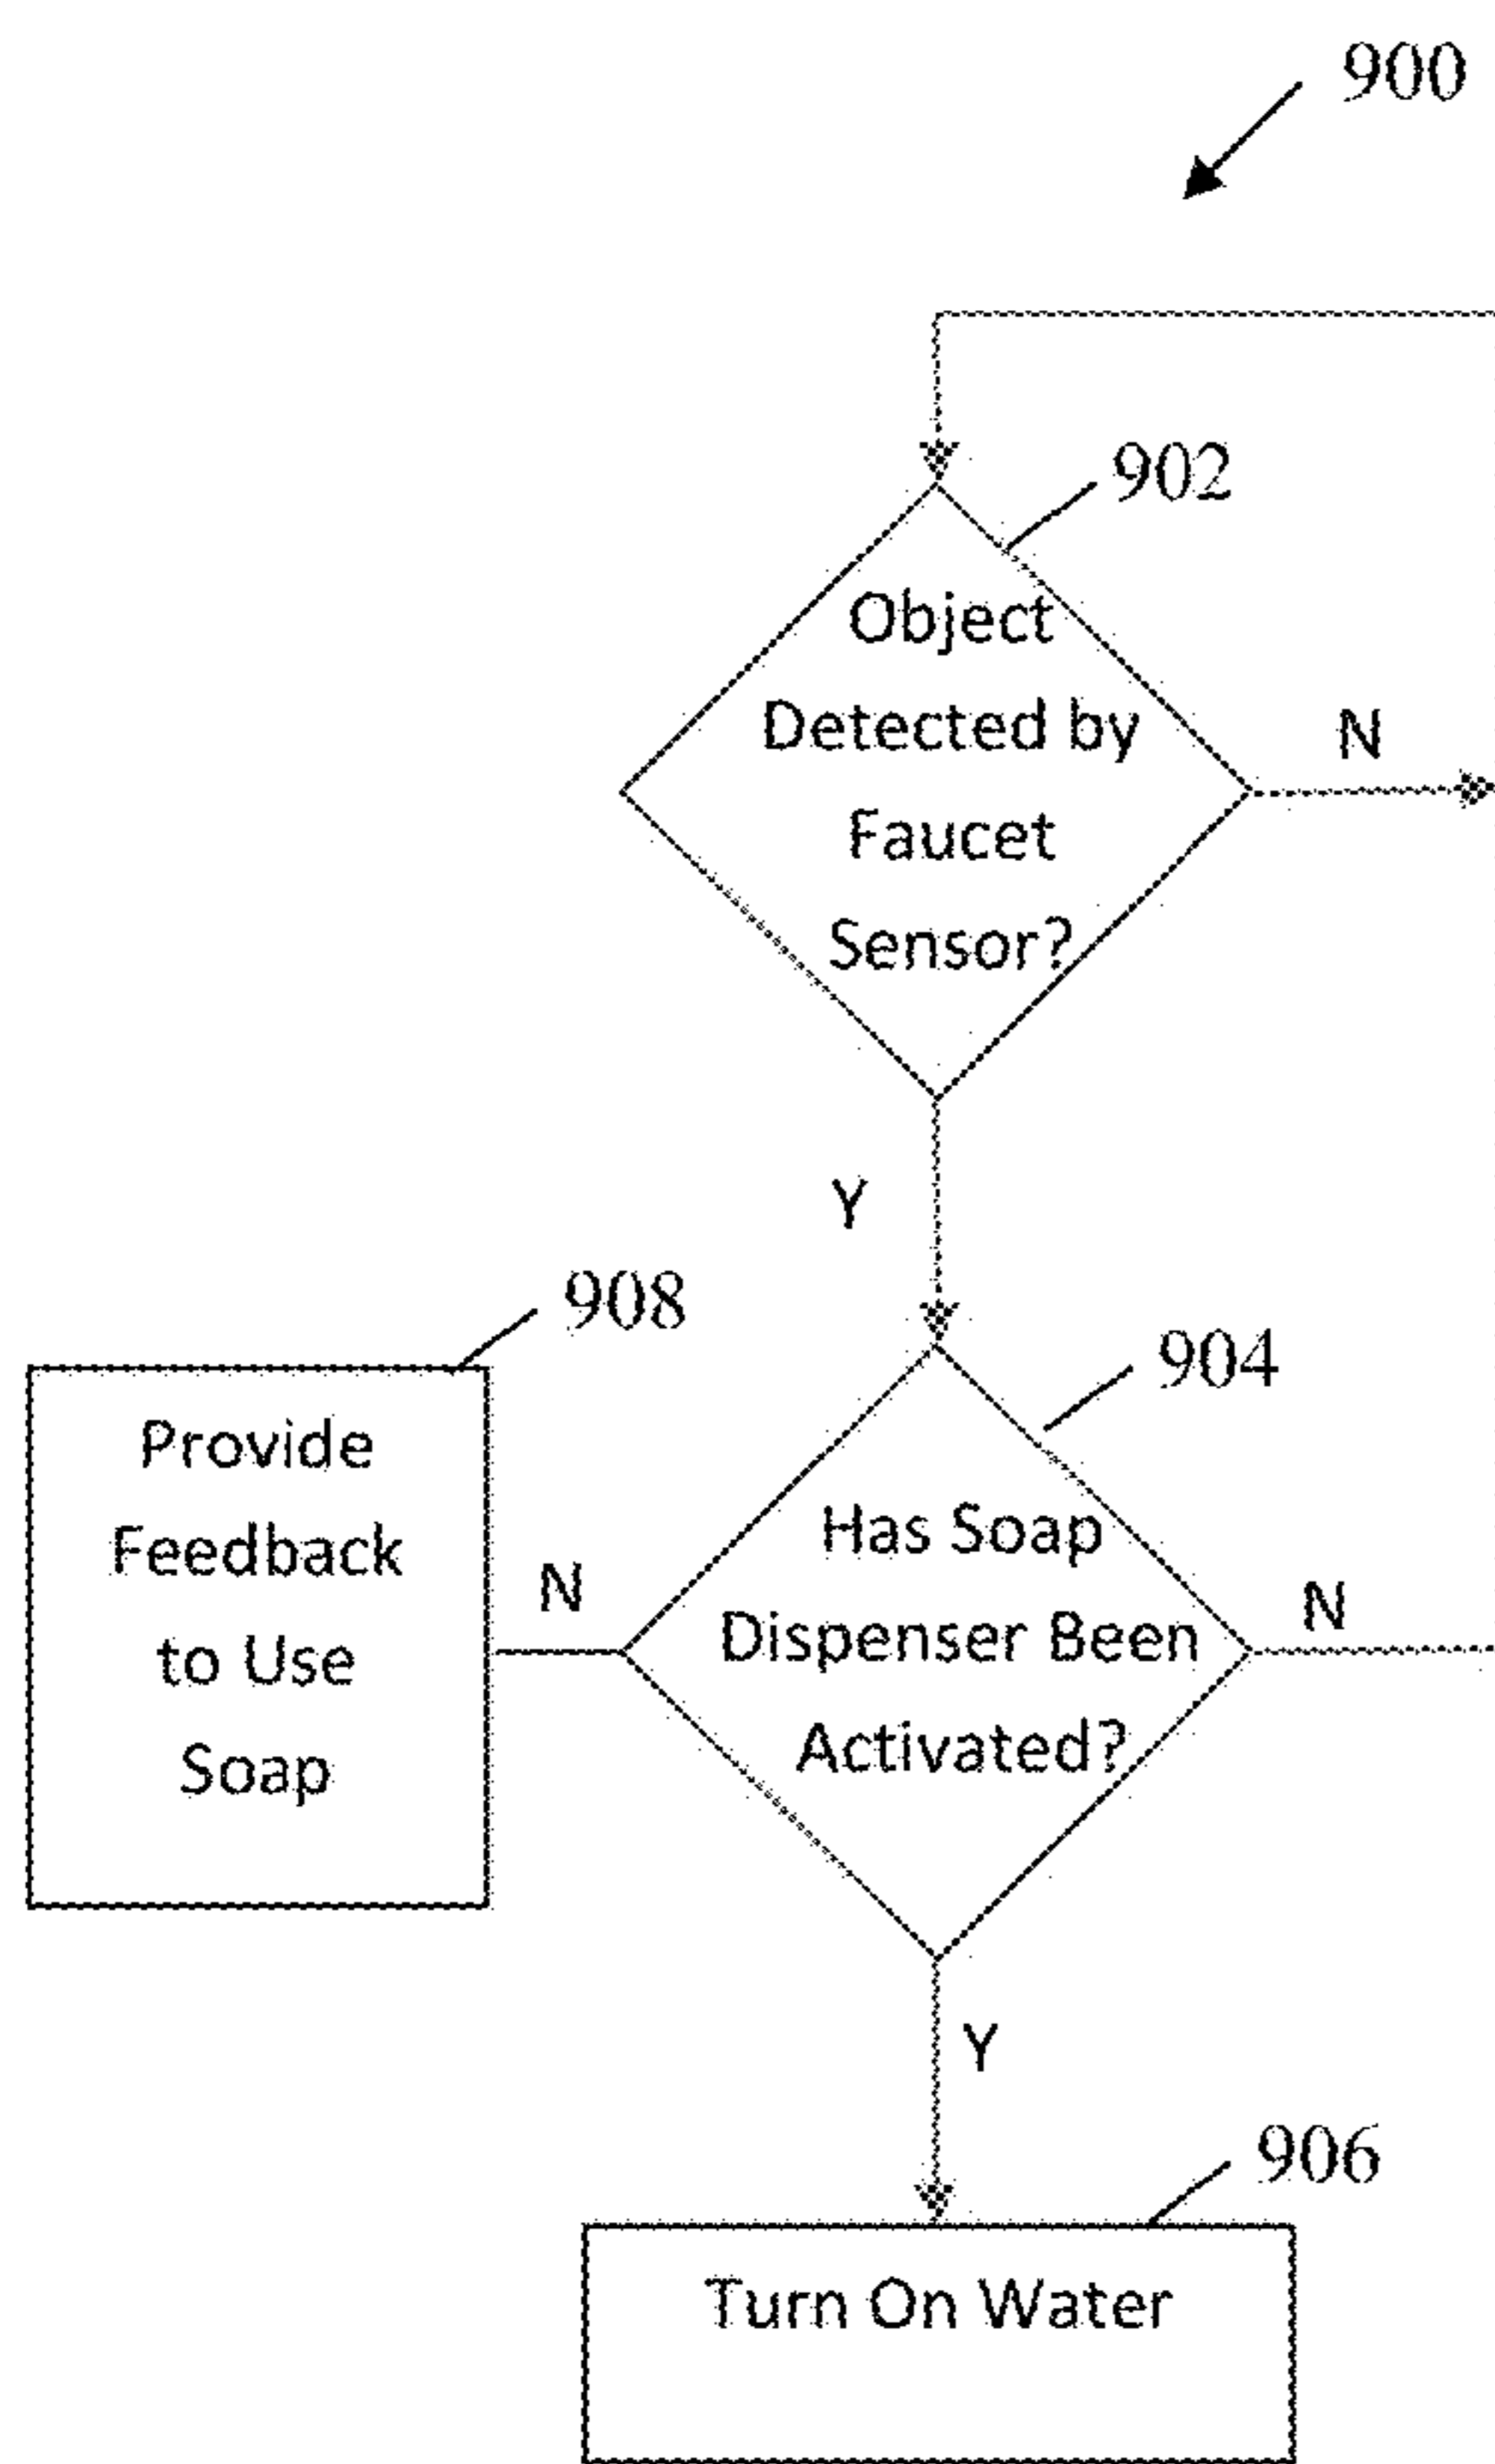 900
902
Object
Detected by
Faucet
Sensor?
N
Y
908
904
Provide
Feedback
to Use
Soap
N
Has Soap
Dispenser Been
Activated?
N
Y
906
Turn On Water